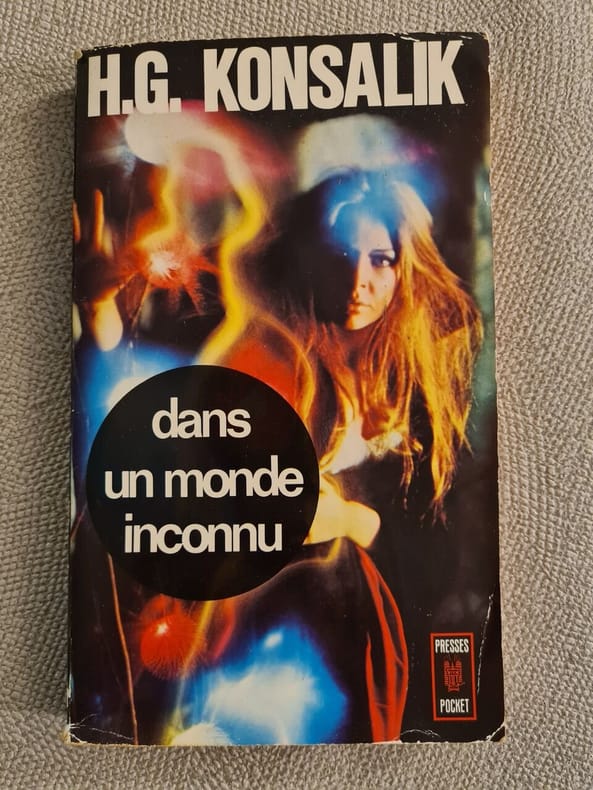 H.G. KONSALIK
dans
un monde
inconnu
PRESSES
POCKET